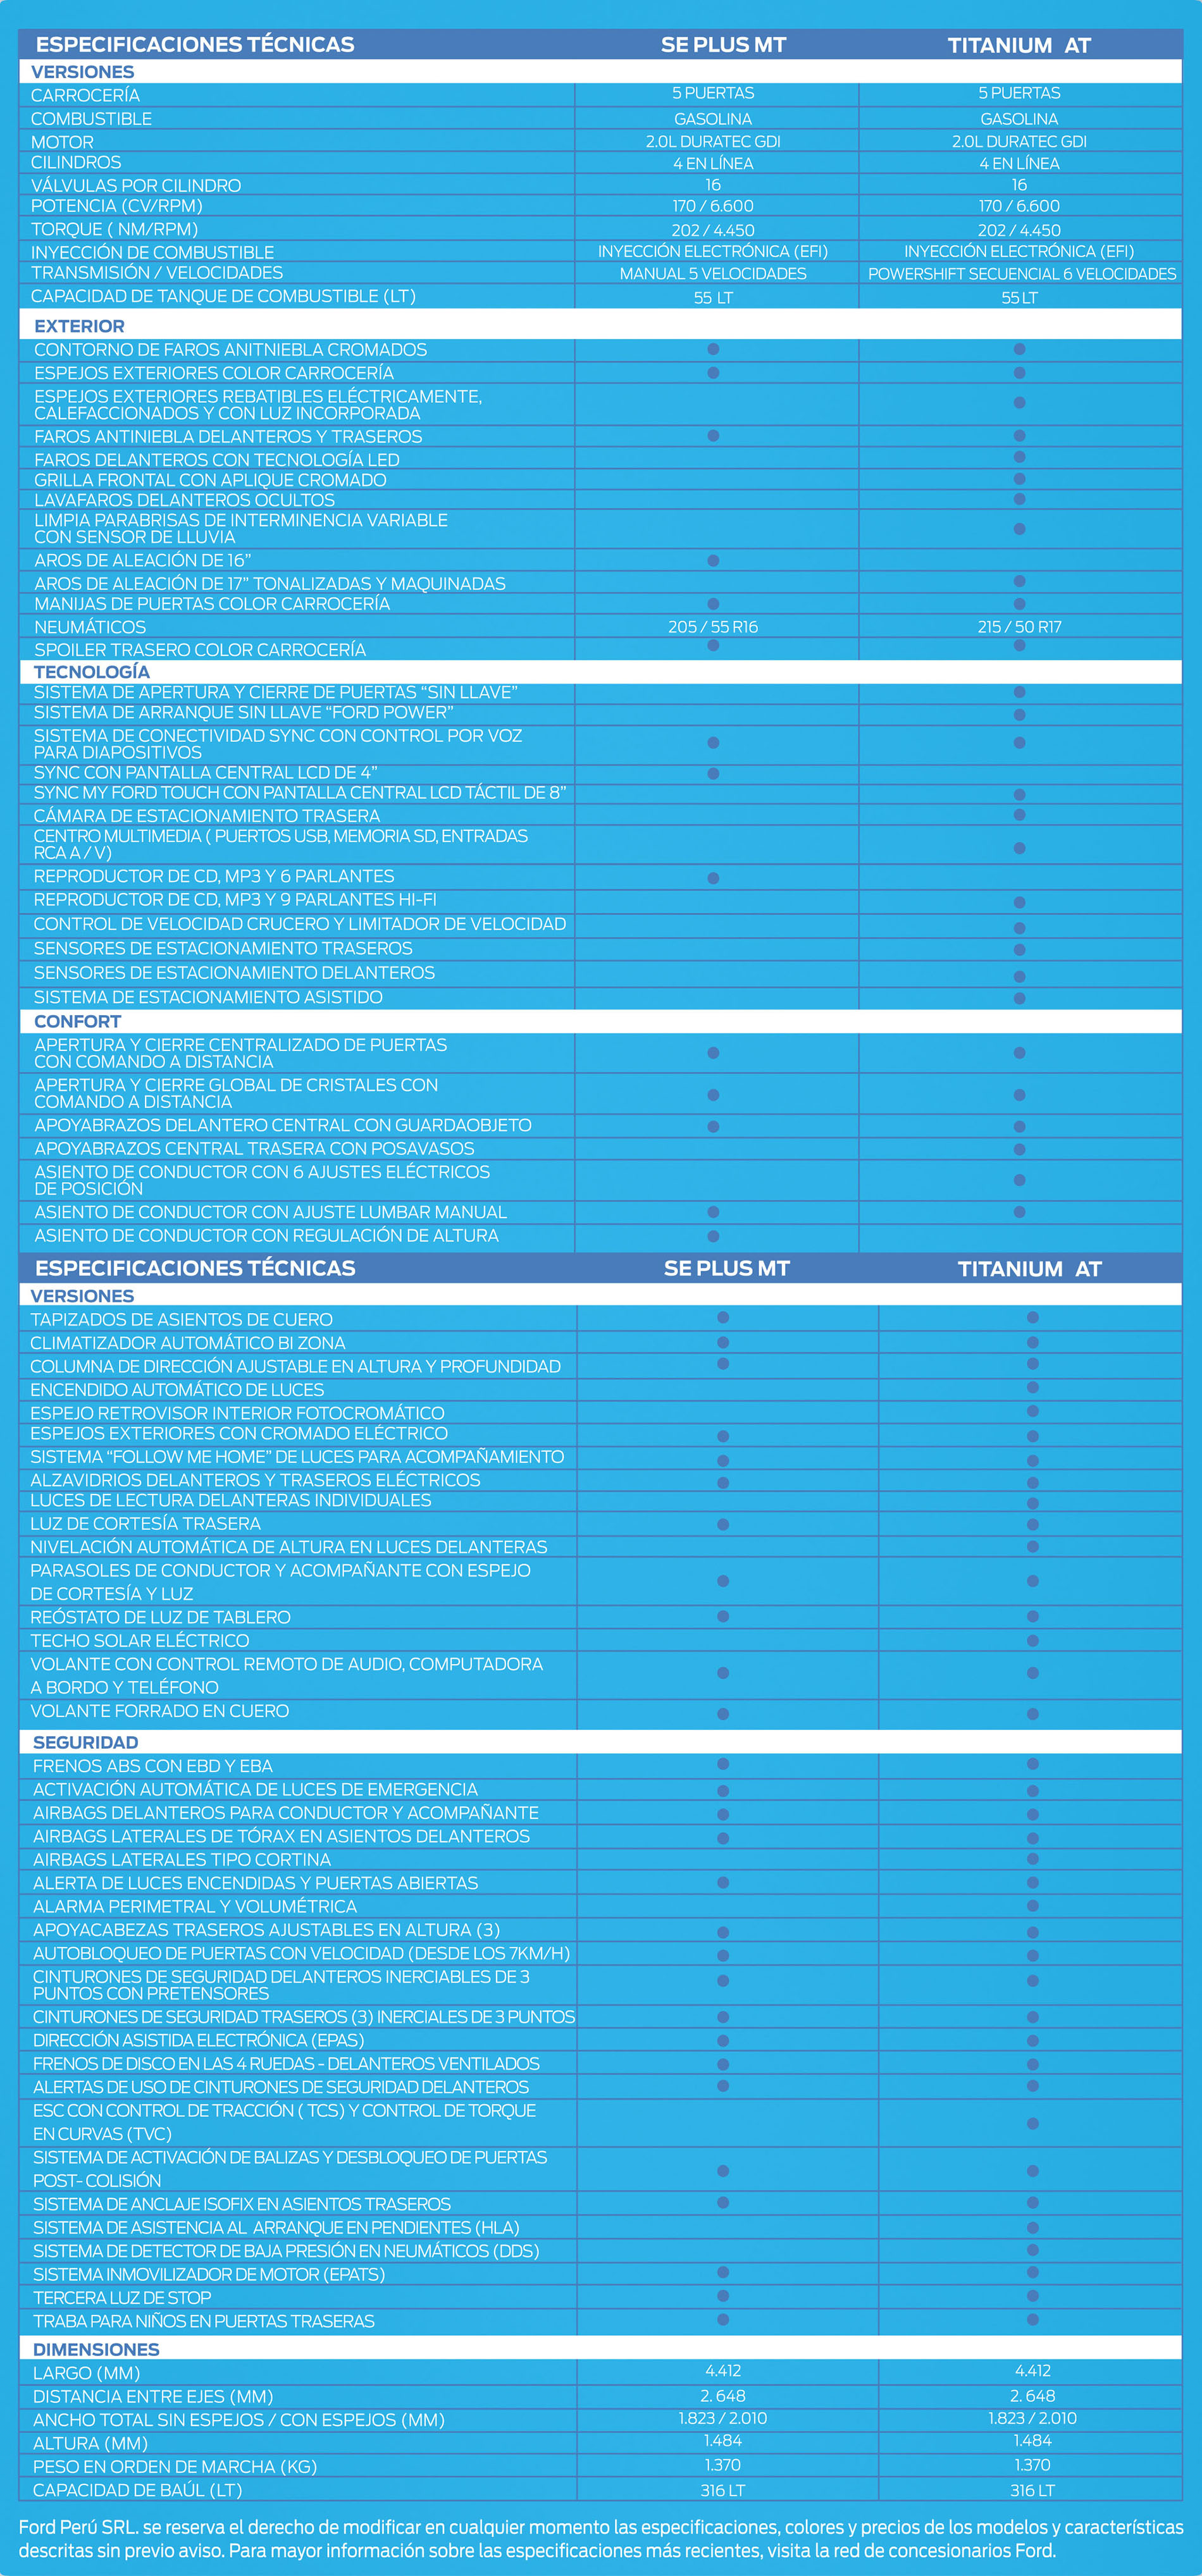 ESPECIFICACIONES TÉCNICAS SE PLUS MT TITANIUM AT
VERSIONES
CARROCERÍA 5 PUERTAS 5 PUERTAS
COMBUSTIBLE GASOLINA GASOLINA
MOTOR 2.0L DURATEC GDI 2.0L DURATEC GDI
CILINDROS 4 EN LÍNEA 4 EN LÍNEA
VÁLVULAS POR CILINDRO 16 16
POTENCIA (CV/RPM) 170 / 6.600 170 / 6.600
TORQUE ( NM/RPM) 202 / 4.450 202 / 4.450
INYECCIÓN DE COMBUSTIBLE INYECCIÓN ELECTRÓNICA (EFI) INYECCIÓN ELECTRÓNICA (EFI)
TRANSMISIÓN / VELOCIDADES MANUAL 5 VELOCIDADES POWERSHIFT SECUENCIAL 6 VELOCIDADES
CAPACIDAD DE TANQUE DE COMBUSTIBLE (LT) 55 LT 55 LT
EXTERIOR
CONTORNO DE FAROS ANITNIEBLA CROMADOS ● ●
ESPEJOS EXTERIORES COLOR CARROCERÍA ● ●
ESPEJOS EXTERIORES REBATIBLES ELÉCTRICAMENTE,
CALEFACCIONADOS Y CON LUZ INCORPORADA ●
FAROS ANTINIEBLA DELANTEROS Y TRASEROS ● ●
FAROS DELANTEROS CON TECNOLOGÍA LED ●
GRILLA FRONTAL CON APLIQUE CROMADO ●
LAVAFAROS DELANTEROS OCULTOS ●
LIMPIA PARABRISAS DE INTERMINENCIA VARIABLE
CON SENSOR DE LLUVIA ●
AROS DE ALEACIÓN DE 16” ●
AROS DE ALEACIÓN DE 17" TONALIZADAS Y MAQUINADAS ●
MANIJAS DE PUERTAS COLOR CARROCERÍA ● ●
NEUMÁTICOS 205 / 55 R16 215 / 50 R17
SPOILER TRASERO COLOR CARROCERÍA ● ●
TECNOLOGÍA
SISTEMA DE APERTURA Y CIERRE DE PUERTAS “SIN LLAVE” ●
SISTEMA DE ARRANQUE SIN LLAVE “FORD POWER” ●
SISTEMA DE CONECTIVIDAD SYNC CON CONTROL POR VOZ
PARA DIAPOSITIVOS ● ●
SYNC CON PANTALLA CENTRAL LCD DE 4” ●
SYNC MY FORD TOUCH CON PANTALLA CENTRAL LCD TÁCTIL DE 8” ●
CÁMARA DE ESTACIONAMIENTO TRASERA ●
CENTRO MULTIMEDIA ( PUERTOS USB, MEMORIA SD, ENTRADAS
RCA A / V) ●
REPRODUCTOR DE CD, MP3 Y 6 PARLANTES ●
REPRODUCTOR DE CD, MP3 Y 9 PARLANTES HI-FI ●
CONTROL DE VELOCIDAD CRUCERO Y LIMITADOR DE VELOCIDAD ●
SENSORES DE ESTACIONAMIENTO TRASEROS ●
SENSORES DE ESTACIONAMIENTO DELANTEROS ●
SISTEMA DE ESTACIONAMIENTO ASISTIDO ●
CONFORT
APERTURA Y CIERRE CENTRALIZADO DE PUERTAS
CON COMANDO A DISTANCIA ● ●
APERTURA Y CIERRE GLOBAL DE CRISTALES CON
COMANDO A DISTANCIA ● ●
APOYABRAZOS DELANTERO CENTRAL CON GUARDAOBJETO ● ●
APOYABRAZOS CENTRAL TRASERA CON POSAVASOS ●
ASIENTO DE CONDUCTOR CON 6 AJUSTES ELÉCTRICOS
DE POSICIÓN ●
ASIENTO DE CONDUCTOR CON AJUSTE LUMBAR MANUAL ● ●
ASIENTO DE CONDUCTOR CON REGULACIÓN DE ALTURA ●
ESPECIFICACIONES TÉCNICAS SE PLUS MT TITANIUM AT
VERSIONES
TAPIZADOS DE ASIENTOS DE CUERO ● ●
CLIMATIZADOR AUTOMÁTICO BI ZONA ● ●
COLUMNA DE DIRECCIÓN AJUSTABLE EN ALTURA Y PROFUNDIDAD ● ●
ENCENDIDO AUTOMÁTICO DE LUCES ●
ESPEJO RETROVISOR INTERIOR FOTOCROMÁTICO ●
ESPEJOS EXTERIORES CON CROMADO ELÉCTRICO ● ●
SISTEMA “FOLLOW ME HOME” DE LUCES PARA ACOMPAÑAMIENTO ● ●
ALZAVIDRIOS DELANTEROS Y TRASEROS ELÉCTRICOS ● ●
LUCES DE LECTURA DELANTERAS INDIVIDUALES ●
LUZ DE CORTESÍA TRASERA ● ●
NIVELACIÓN AUTOMÁTICA DE ALTURA EN LUCES DELANTERAS ●
PARASOLES DE CONDUCTOR Y ACOMPAÑANTE CON ESPEJO
DE CORTESÍA Y LUZ ● ●
REÓSTATO DE LUZ DE TABLERO ● ●
TECHO SOLAR ELÉCTRICO ●
VOLANTE CON CONTROL REMOTO DE AUDIO, COMPUTADORA
A BORDO Y TELÉFONO ● ●
VOLANTE FORRADO EN CUERO ● ●
SEGURIDAD
FRENOS ABS CON EBD Y EBA ● ●
ACTIVACIÓN AUTOMÁTICA DE LUCES DE EMERGENCIA ● ●
AIRBAGS DELANTEROS PARA CONDUCTOR Y ACOMPAÑANTE ● ●
AIRBAGS LATERALES DE TÓRAX EN ASIENTOS DELANTEROS ● ●
AIRBAGS LATERALES TIPO CORTINA ●
ALERTA DE LUCES ENCENDIDAS Y PUERTAS ABIERTAS ● ●
ALARMA PERIMETRAL Y VOLUMÉTRICA ●
APOYACABEZAS TRASEROS AJUSTABLES EN ALTURA (3) ● ●
AUTOBLOQUEO DE PUERTAS CON VELOCIDAD (DESDE LOS 7KM/H) ● ●
CINTURONES DE SEGURIDAD DELANTEROS INERCIABLES DE 3
PUNTOS CON PRETENSORES ● ●
CINTURONES DE SEGURIDAD TRASEROS (3) INERCIALES DE 3 PUNTOS ● ●
DIRECCIÓN ASISTIDA ELECTRÓNICA (EPAS) ● ●
FRENOS DE DISCO EN LAS 4 RUEDAS - DELANTEROS VENTILADOS ● ●
ALERTAS DE USO DE CINTURONES DE SEGURIDAD DELANTEROS ● ●
ESC CON CONTROL DE TRACCIÓN ( TCS) Y CONTROL DE TORQUE
EN CURVAS (TVC) ●
SISTEMA DE ACTIVACIÓN DE BALIZAS Y DESBLOQUEO DE PUERTAS
POST- COLISIÓN ● ●
SISTEMA DE ANCLAJE ISOFIX EN ASIENTOS TRASEROS ● ●
SISTEMA DE ASISTENCIA AL ARRANQUE EN PENDIENTES (HLA) ●
SISTEMA DE DETECTOR DE BAJA PRESIÓN EN NEUMÁTICOS (DDS) ●
SISTEMA INMOVILIZADOR DE MOTOR (EPATS) ● ●
TERCERA LUZ DE STOP ● ●
TRABA PARA NIÑOS EN PUERTAS TRASERAS ● ●
DIMENSIONES
LARGO (MM) 4.412 4.412
DISTANCIA ENTRE EJES (MM) 2. 648 2. 648
ANCHO TOTAL SIN ESPEJOS / CON ESPEJOS (MM) 1.823 / 2.010 1.823 / 2.010
ALTURA (MM) 1.484 1.484
PESO EN ORDEN DE MARCHA (KG) 1.370 1.370
CAPACIDAD DE BAÚL (LT) 316 LT 316 LT
Ford Perú SRL. se reserva el derecho de modificar en cualquier momento las especificaciones, colores y precios de los modelos y características
descritas sin previo aviso. Para mayor información sobre las especificaciones más recientes, visita la red de concesionarios Ford.